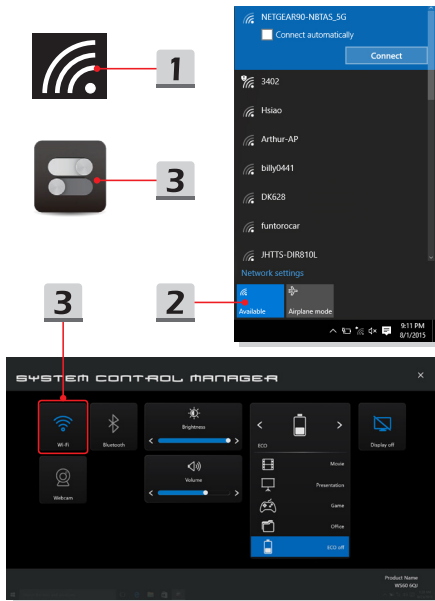 1
3
NETGEAR90-NBTAS_5G
Connect automatically
Connect
3402
Hsiao
Arthur-AP
billy0441
DK628
funtorocar
JHTTS-DIR810L
Network settings
Available
Airplane mode
9:11 PM
8/1/2015
3
2
SYSTEM CONTROL MANAGER
×
Wi-Fi
Bluetooth
Brightness
ECO
Display off
Webcam
Volume
Movie
Presentation
Game
Office
ECO off
Product Name
WS60 6QJ